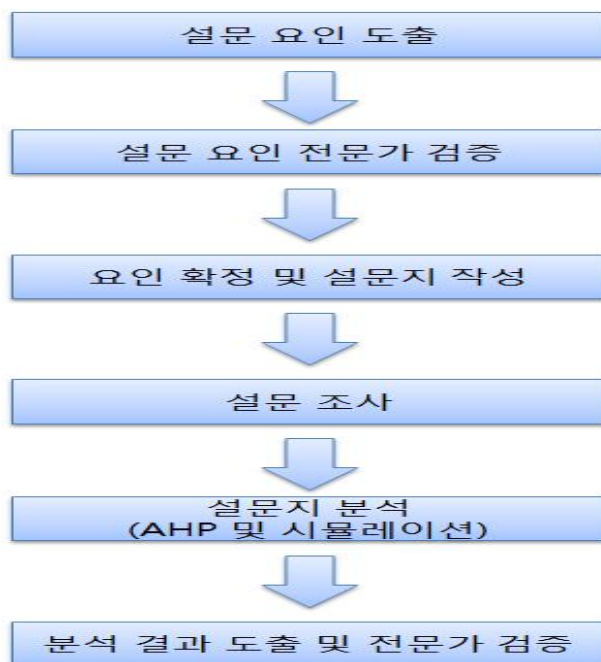 설문 요인 도출
설문 요인 전문가 검증
요인 확정 및 설문지 작성
설문 조사
설문지 분석
(AHP 및 시뮬레이션)
분석 결과 도출 및 전문가 검증